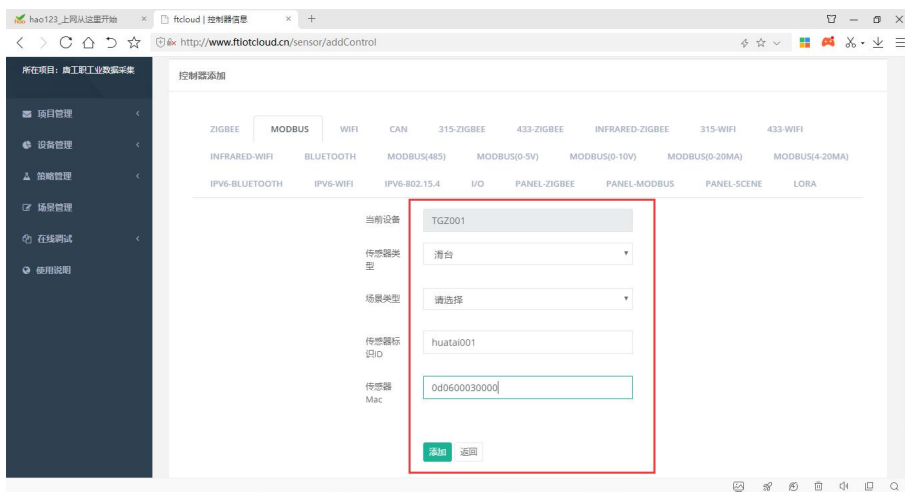 hao123_上网从这里开始
ftcloud | 控制器信息
http://www.ftiotcloud.cn/sensor/addControl
所在项目：唐工职工业数据采集
控制器添加
项目管理
设备管理
策略管理
场景管理
在线调试
使用说明
ZIGBEE MODBUS WIFI CAN 315-ZIGBEE 433-ZIGBEE INFRARED-ZIGBEE 315-WIFI 433-WIFI
INFRARED-WIFI BLUETOOTH MODBUS(485) MODBUS(0-5V) MODBUS(0-10V) MODBUS(0-20MA) MODBUS(4-20MA)
IPV6-BLUETOOTH IPV6-WIFI IPV6-802.15.4 I/O PANEL-ZIGBEE PANEL-MODBUS PANEL-SCENE LORA
当前设备 TGZ001
传感器类
型
滑台
场景类型 请选择
传感器标
识ID
huatai001
传感器
Mac
0d0600030000
添加 返回